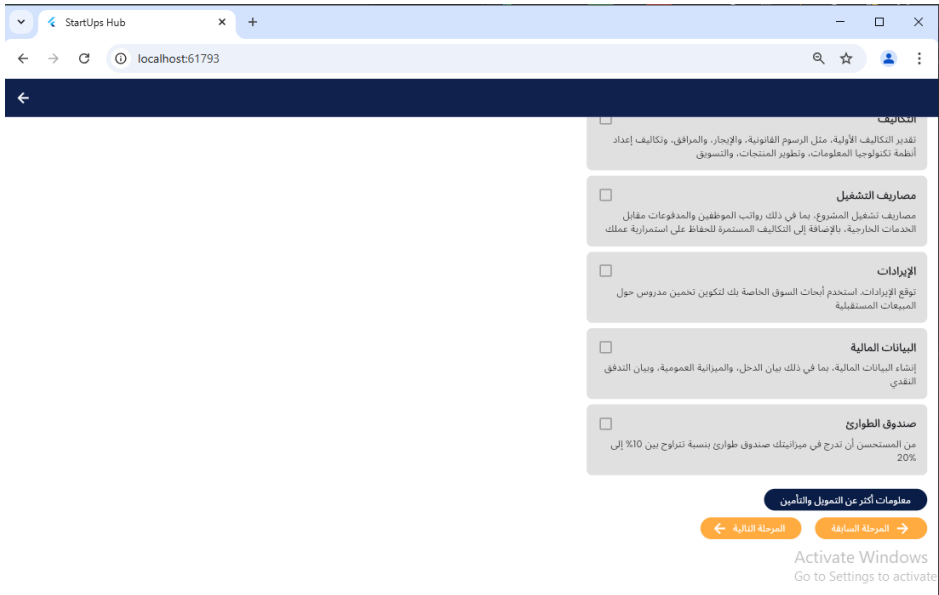 StartUps Hub
localhost:61793
التكاليف
تقدير التكاليف الأولية، مثل الرسوم القانونية، والإيجار، والمرافق، وتكاليف إعداد
أنظمة تكنولوجيا المعلومات، وتطوير المنتجات، والتسويق
مصاريف التشغيل
مصاريف تشغيل المشروع، بما في ذلك رواتب الموظفين والمدفوعات مقابل
الخدمات الخارجية، بالإضافة إلى التكاليف المستمرة للحفاظ على استمرارية عملك
الإيرادات
توقع الإيرادات. استخدم أبحاث السوق الخاصة بك لتكوين تخمين مدروس حول
المبيعات المستقبلية
البيانات المالية
إنشاء البيانات المالية، بما في ذلك بيان الدخل، والميزانية العمومية، وبيان التدفق
النقدي
صندوق الطوارئ
من المستحسن أن تدرج في ميزانيتك صندوق طوارئ بنسبة تتراوح بين 10% إلى
20%
معلومات أكثر عن التمويل والتأمين
المرحلة السابقة
المرحلة التالية
Activate Windows
Go to Settings to activate